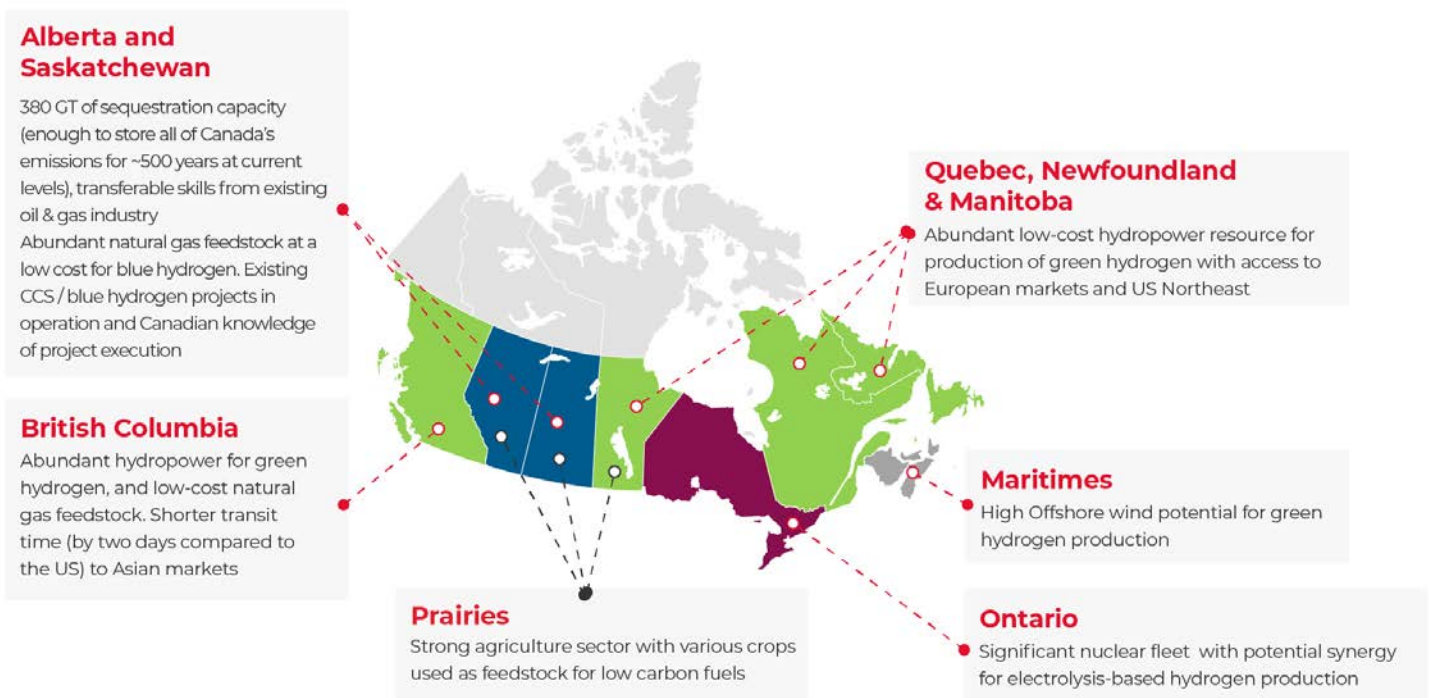 Alberta and
Saskatchewan
380 GT of sequestration capacity
(enough to store all of Canada's
emissions for ~500 years at current
levels), transferable skills from existing
oil & gas industry
Abundant natural gas feedstock at a
low cost for blue hydrogen. Existing
CCS / blue hydrogen projects in
operation and Canadian knowledge
of project execution
British Columbia
Abundant hydropower for green
hydrogen, and low-cost natural
gas feedstock. Shorter transit
time (by two days compared to
the US) to Asian markets
Prairies
Strong agriculture sector with various crops
used as feedstock for low carbon fuels
Quebec, Newfoundland
& Manitoba
Abundant low-cost hydropower resource for
production of green hydrogen with access to
European markets and US Northeast
Maritimes
High Offshore wind potential for green
hydrogen production
Ontario
Significant nuclear fleet with potential synergy
for electrolysis-based hydrogen production